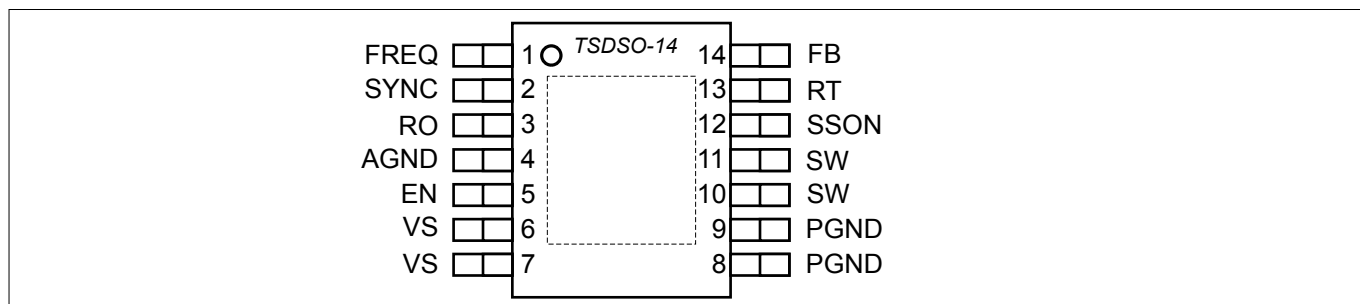 TSDSO-14
FREQ 1 14 FB
SYNC 2 13 RT
RO 3 12 SSON
AGND 4 11 SW
EN 5 10 SW
VS 6 9 PGND
VS 7 8 PGND